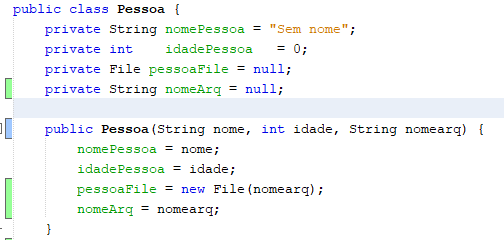 public class Pessoa {
private String nomePessoa = "Sem nome";
private int idadePessoa = 0;
private File pessoaFile = null;
private String nomeArq = null;
public Pessoa(String nome, int idade, String nomearq) {
nomePessoa = nome;
idadePessoa = idade;
pessoaFile = new File(nomearq);
nomeArq = nomearq;
}